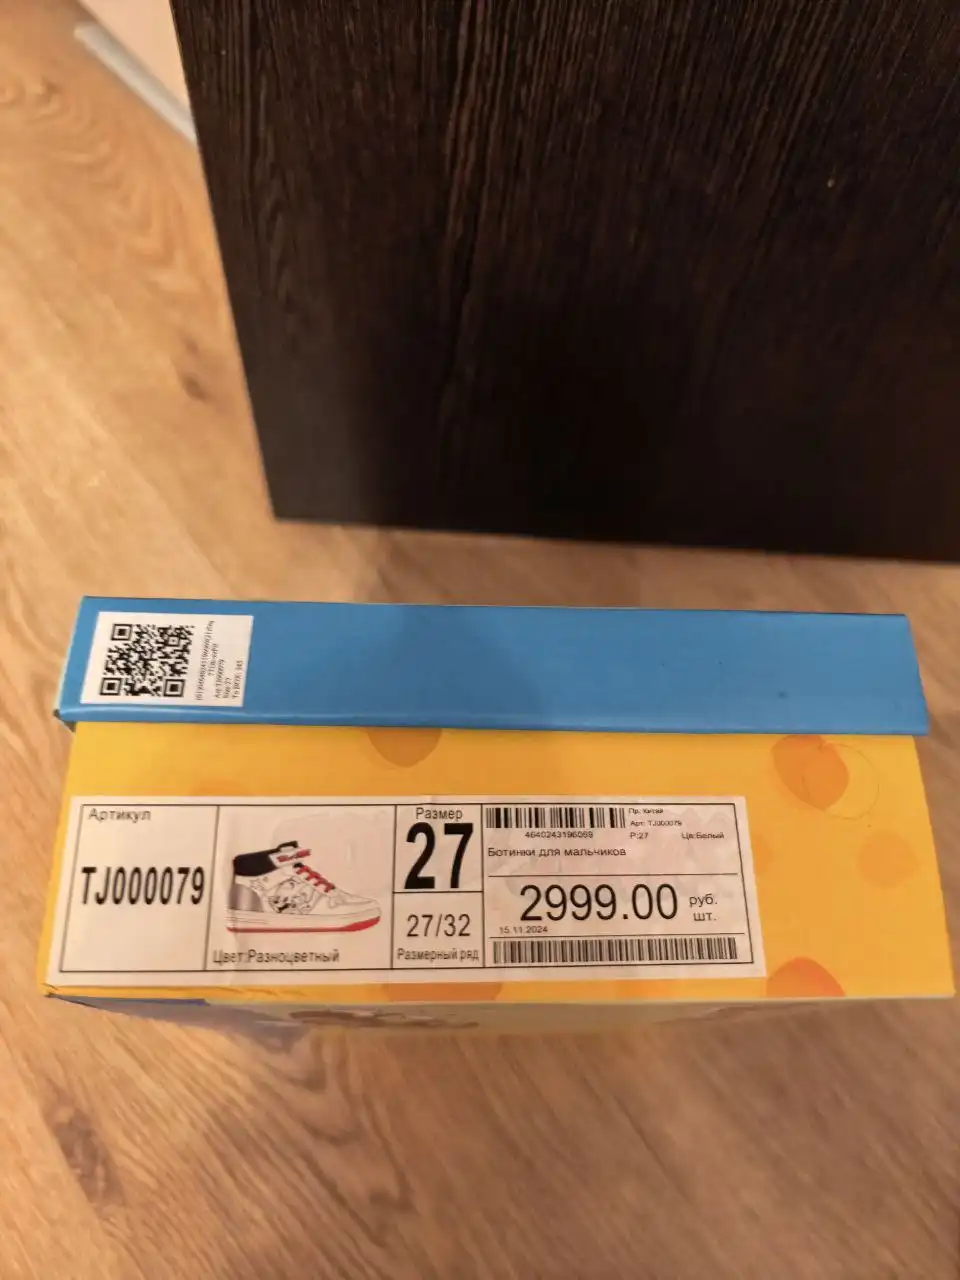 Артикул
TJ000079
Цвет:Разноцветный
Размер
27
27/32
Размерный ряд
4640243196069
Пр: Китай
Арт: TJ000079
Р:27 Цв:Белый
Ботинки для мальчиков
2999.00 руб.
шт.
15.11.2024